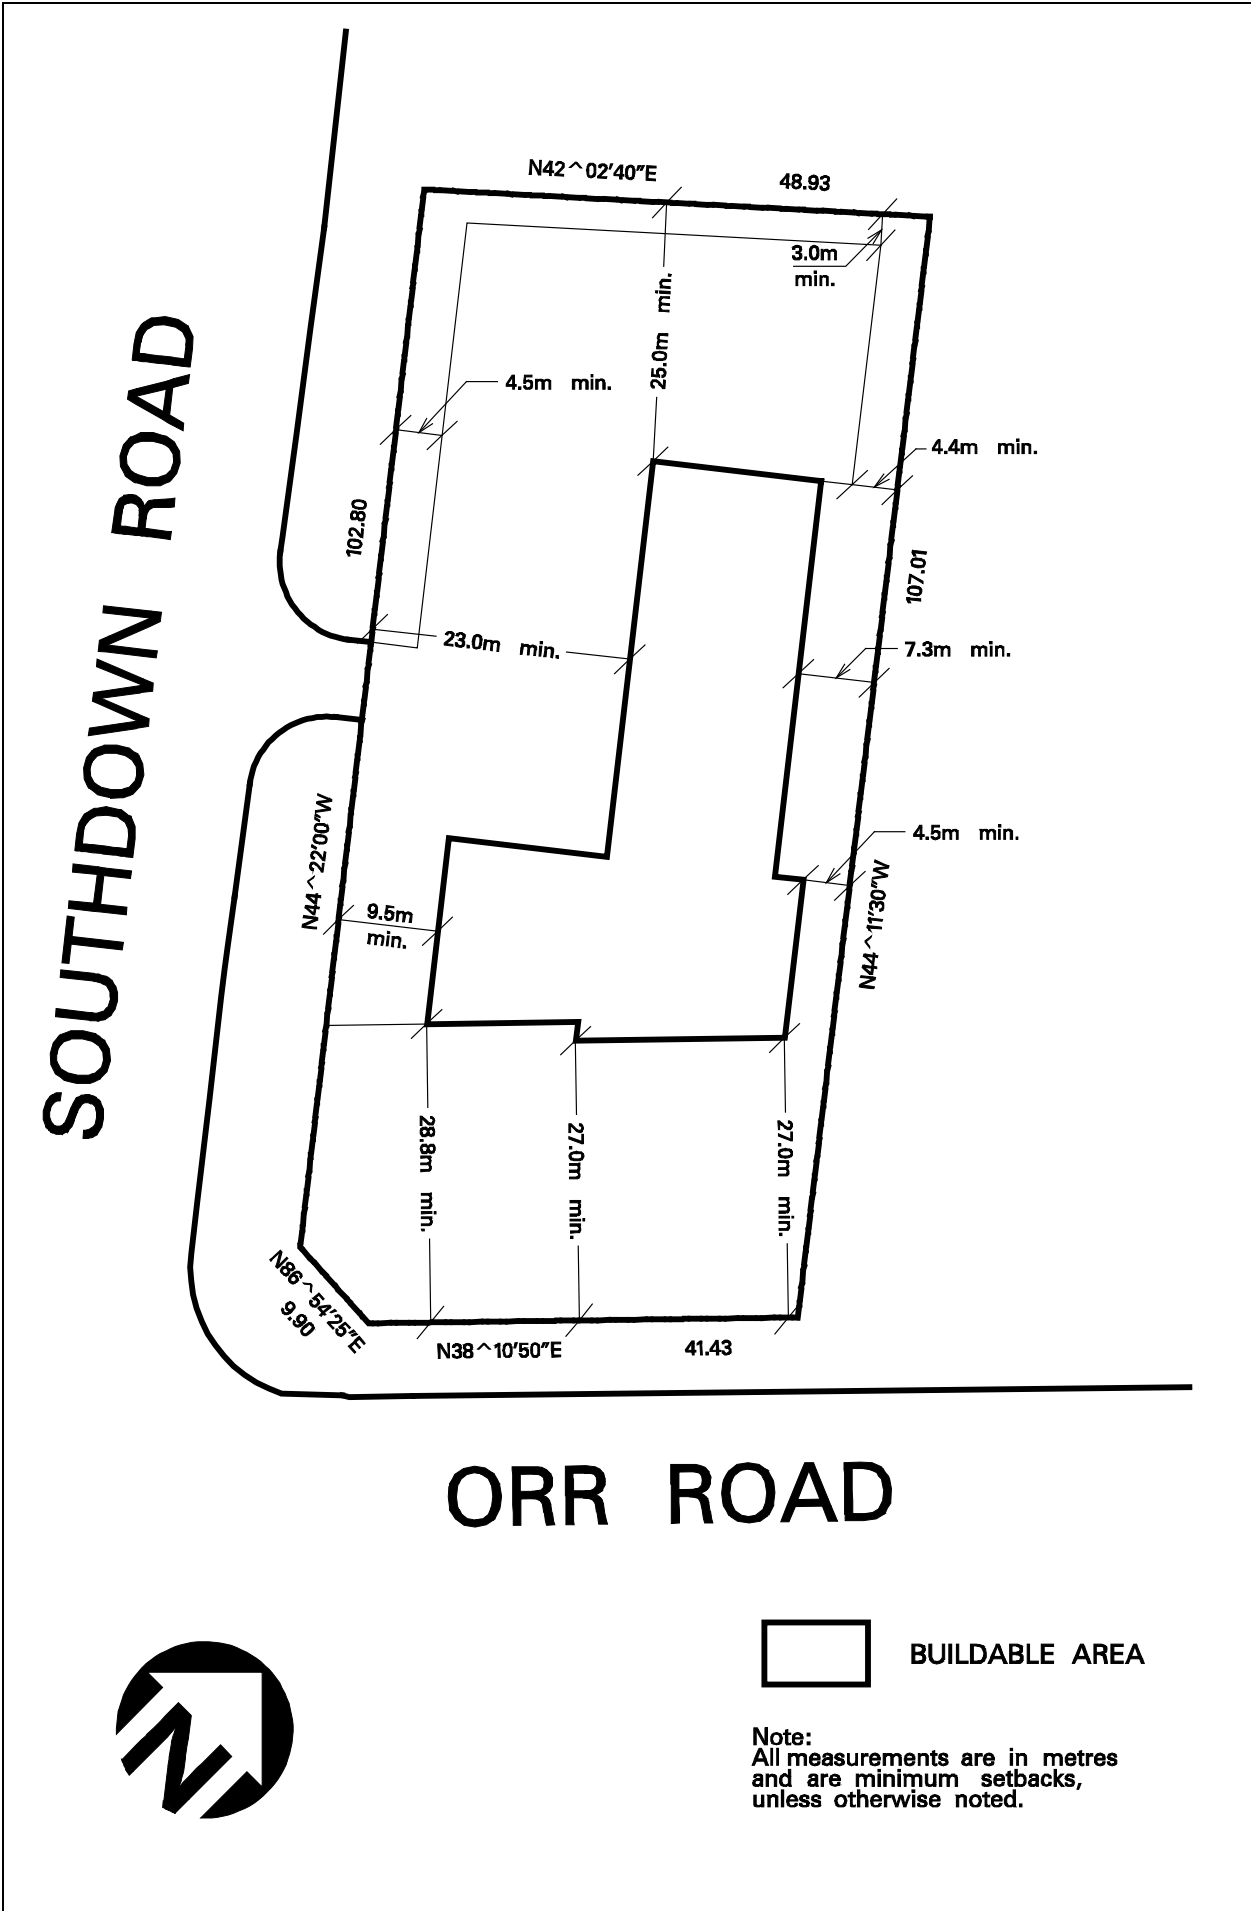 N42^02'40"E
48.93
3.0m
min.
25.0m min.
4.5m min.
4.4m min.
102.80
107.01
SOUTHDOWN ROAD
23.0m min.
7.3m min.
N44^22'00"W
4.5m min.
N44^11'30"W
9.5m
min.
28.8m min.
27.0m min.
27.0m min.
N86^54'25"E
9.90
N38^10'50"E
41.43
ORR ROAD
N
BUILDABLE AREA
Note:
All measurements are in metres
and are minimum setbacks,
unless otherwise noted.